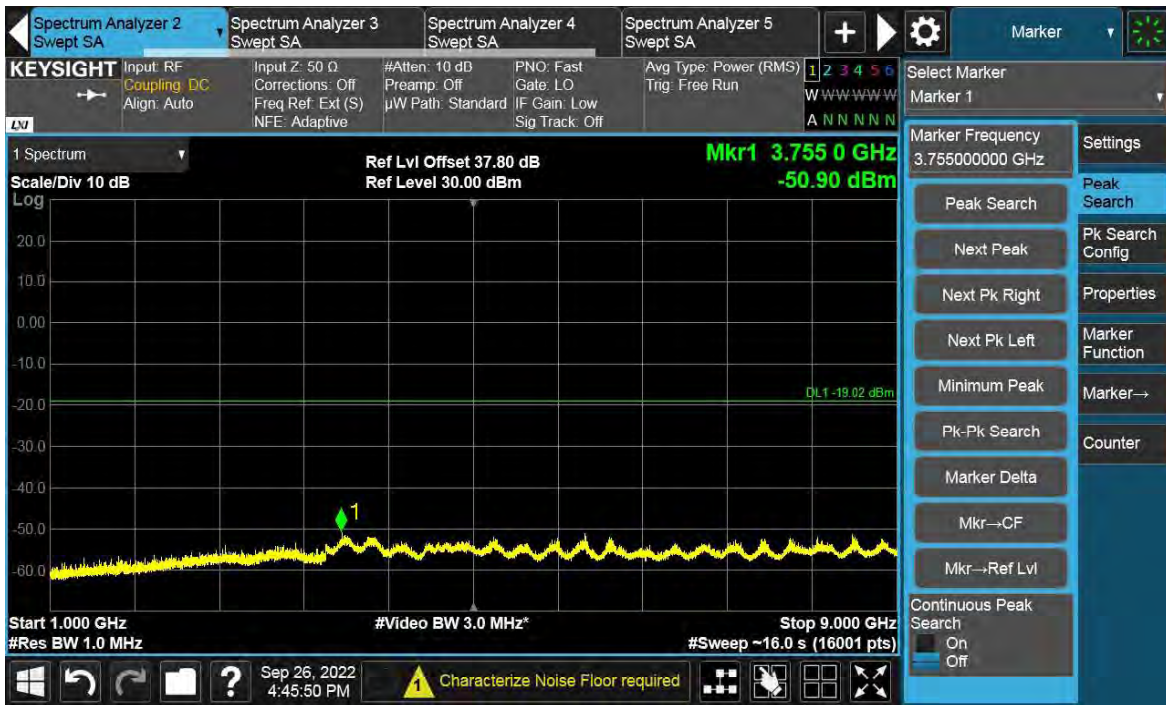 Spectrum Analyzer 2
Swept SA
Spectrum Analyzer 3
Swept SA
Spectrum Analyzer 4
Swept SA
Spectrum Analyzer 5
Swept SA
Marker
KEYSIGHT
LXI
Input: RF
Coupling: DC
Align: Auto
Input Z: 50 Ω
Corrections: Off
Freq Ref: Ext (S)
NFE: Adaptive
#Atten: 10 dB
Preamp: Off
µW Path: Standard
PNO: Fast
Gate: LO
IF Gain: Low
Sig Track: Off
Avg Type: Power (RMS)
Trig: Free Run
1 2 3 4 5 6
W W W W W W
A N N N N N
Select Marker
Marker 1
1 Spectrum
Scale/Div 10 dB
Log
Ref Lvl Offset 37.80 dB
Ref Level 30.00 dBm
Mkr1 3.755 0 GHz
-50.90 dBm
20.0
10.0
0.00
-10.0
-20.0
-30.0
-40.0
-50.0
-60.0
DL1 -19.02 dBm
1
Start 1.000 GHz
#Res BW 1.0 MHz
#Video BW 3.0 MHz*
Stop 9.000 GHz
#Sweep ~16.0 s (16001 pts)
Marker Frequency
3.755000000 GHz
Peak Search
Next Peak
Next Pk Right
Next Pk Left
Minimum Peak
Pk-Pk Search
Marker Delta
Mkr→CF
Mkr→Ref Lvl
Continuous Peak
Search
On
Off
Settings
Peak
Search
Pk Search
Config
Properties
Marker
Function
Marker→
Counter
?
Sep 26, 2022
4:45:50 PM
1
Characterize Noise Floor required